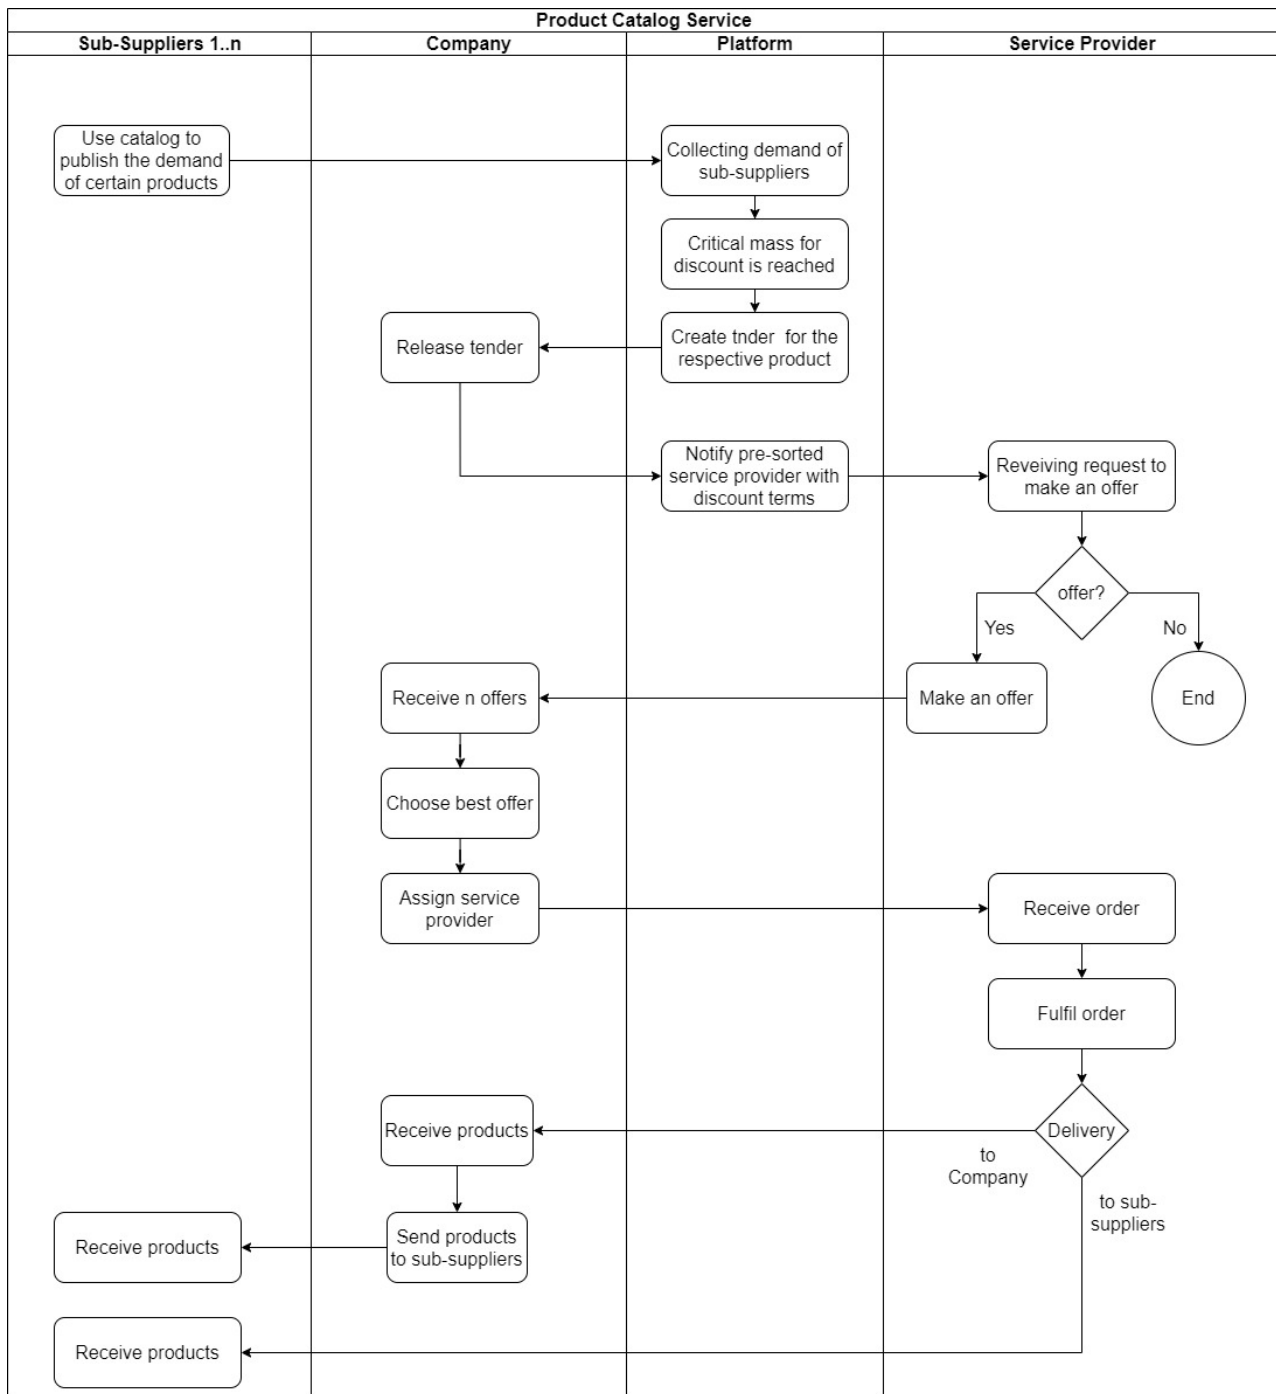 Product Catalog Service
Sub-Suppliers 1..n
Company
Platform
Service Provider
Use catalog to
publish the demand
of certain products
Collecting demand of
sub-suppliers
Critical mass for
discount is reached
Release tender
Create tnder  for the
respective product
Notify pre-sorted
service provider with
discount terms
Reveiving request to
make an offer
offer?
Yes
No
Receive n offers
Make an offer
End
Choose best offer
Assign service
provider
Receive order
Fulfil order
Receive products
Delivery
to
Company
to sub-
suppliers
Receive products
Send products
to sub-suppliers
Receive products